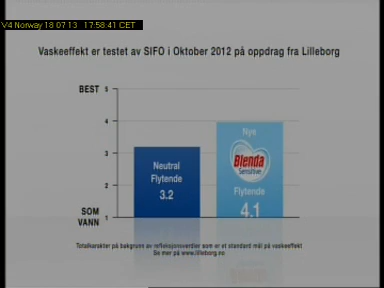 V4 Norway 18 07 13 17:58:41 CET
Vaskeeffekt er testet av SIFO i Oktober 2012 på oppdrag fra Lilleborg
BEST 5
4
3
2
SOM VANN 1
Neutral
Flytende
3.2
Nye
Blenda
Sensitive
Flytende
4.1
Totalkarakter på bakgrunn av refleksjonsverdier som er et standard mål på vaskeeffekt
Se mer på www.lilleborg.no